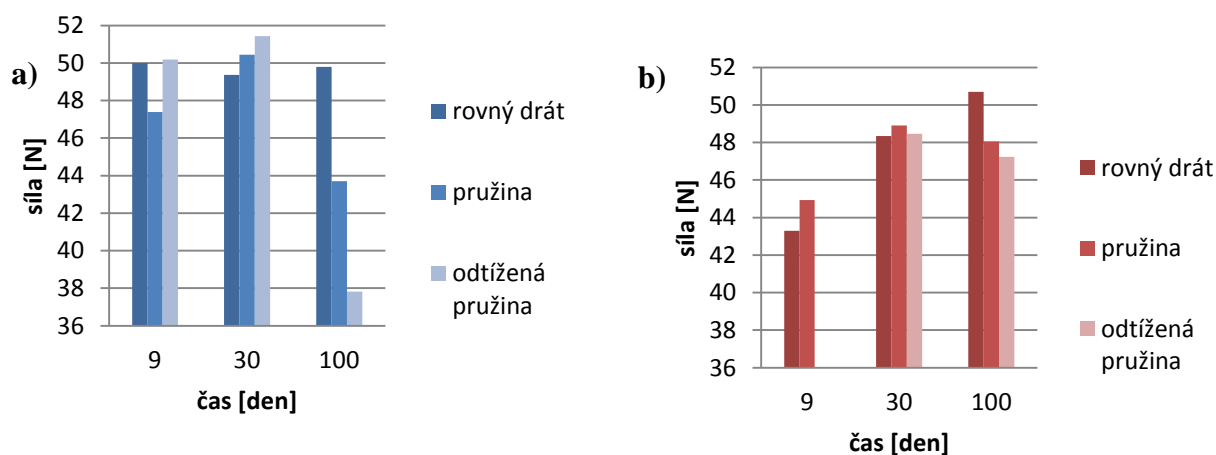 a)
52
50
48
46
44
42
40
38
36
síla [N]
9 30 100
čas [den]
rovný drát
pružina
odtížená
pružina
b)
52
50
48
46
44
42
40
38
36
síla [N]
9 30 100
čas [den]
rovný drát
pružina
odtížená
pružina